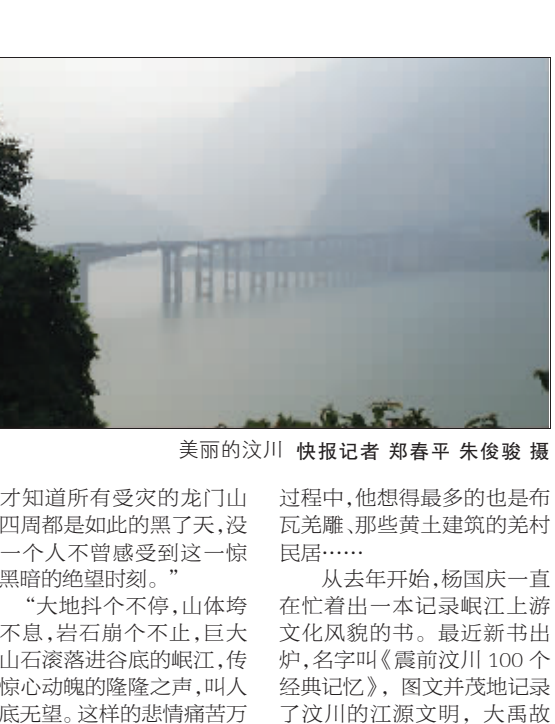 美丽的汶川 快报记者 郑春平 朱俊骏 摄
才知道所有受灾的龙门山
四周都是如此的黑了天,没
一个人不曾感受到这一惊
黑暗的绝望时刻。”
“大地抖个不停,山体垮
不息,岩石崩个不止,巨大
山石滚落进谷底的岷江,传
惊心动魄的隆隆之声,叫人
底无望。这样的悲情痛苦万
过程中,他想得最多的也是布
瓦羌雕、那些黄土建筑的羌村
民居……
从去年开始,杨国庆一直
在忙着出一本记录岷江上游
文化风貌的书。最近新书出
炉,名字叫《震前汶川100个
经典记忆》,图文并茂地记录
了汶川的江源文明,大禹故